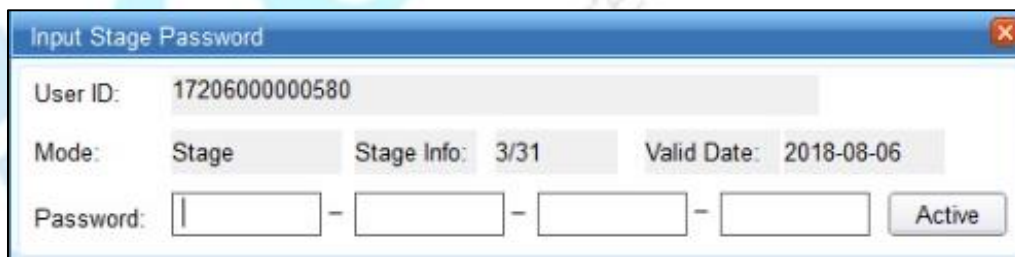 Input Stage Password
User ID: 17206000000580
Mode: Stage Stage Info: 3/31 Valid Date: 2018-08-06
Password: - - - Active